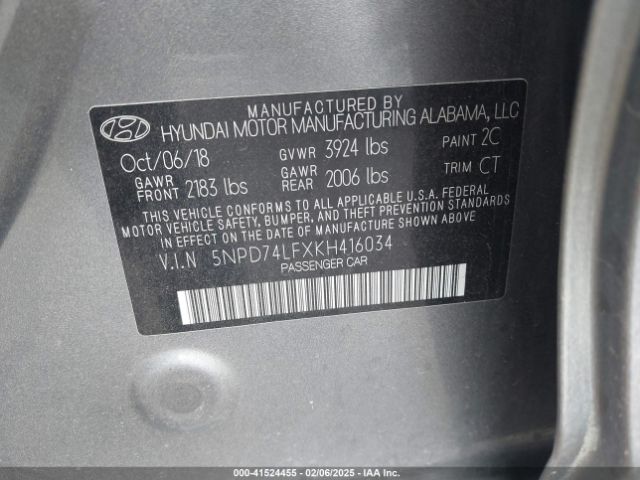 MANUFACTURED BY
HYUNDAI MOTOR MANUFACTURING ALABAMA, LLC
Oct/06/18 GVWR 3924 lbs PAINT 2C
GAWR FRONT 2183 lbs GAWR REAR 2006 lbs TRIM CT
THIS VEHICLE CONFORMS TO ALL APPLICABLE U.S.A. FEDERAL
MOTOR VEHICLE SAFETY, BUMPER, AND THEFT PREVENTION STANDARDS
IN EFFECT ON THE DATE OF MANUFACTURE SHOWN ABOVE.
V.I.N 5NPD74LFXKH416034
PASSENGER CAR
000-41524455 - 02/06/2025 - IAA, Inc.